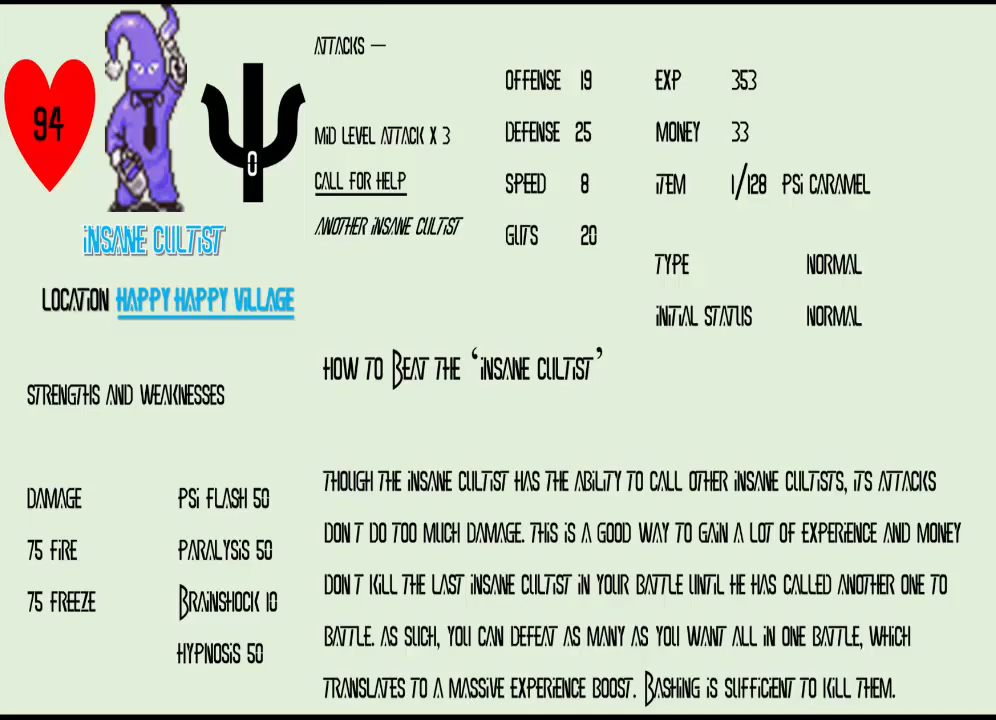 94
0
INSANE CULTIST
LOCATION HAPPY HAPPY VILLAGE
ATTACKS —
MID LEVEL ATTACK X 3
CALL FOR HELP
ANOTHER INSANE CULTIST
OFFENSE 19
DEFENSE 25
SPEED 8
GUTS 20
EXP 353
MONEY 33
ITEM 1/128 PSI CARAMEL
TYPE NORMAL
INITIAL STATUS NORMAL
STRENGTHS AND WEAKNESSES
DAMAGE PSI FLASH 50
75 FIRE PARALYSIS 50
75 FREEZE BRAINSHOCK 10
HYPNOSIS 50
HOW TO BEAT THE ‘INSANE CULTIST’
THOUGH THE INSANE CULTIST HAS THE ABILITY TO CALL OTHER INSANE CULTISTS, ITS ATTACKS
DON T DO TOO MUCH DAMAGE. THIS IS A GOOD WAY TO GAIN A LOT OF EXPERIENCE AND MONEY
DON T KILL THE LAST INSANE CULTIST IN YOUR BATTLE UNTIL HE HAS CALLED ANOTHER ONE TO
BATTLE. AS SUCH, YOU CAN DEFEAT AS MANY AS YOU WANT ALL IN ONE BATTLE, WHICH
TRANSLATES TO A MASSIVE EXPERIENCE BOOST. BASHING IS SUFFICIENT TO KILL THEM.